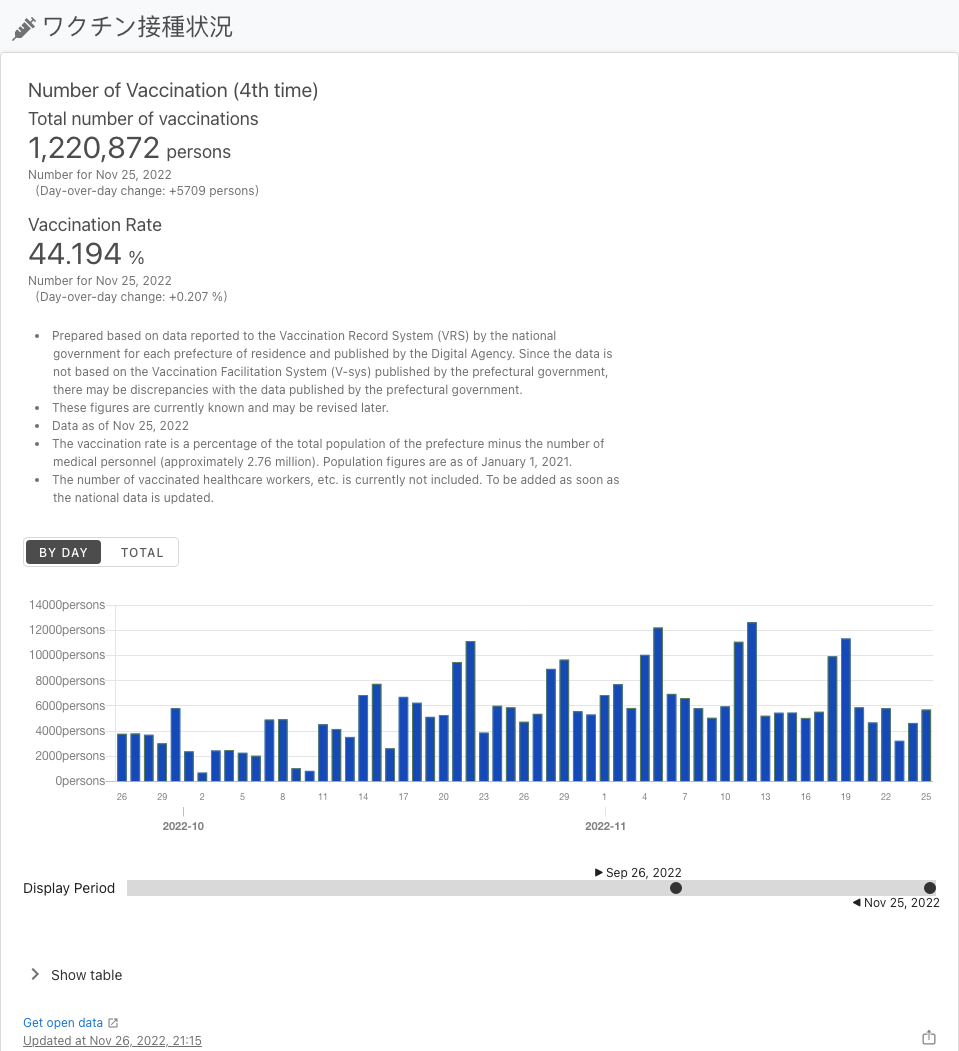 ワクチン接種状況
Number of Vaccination (4th time)
Total number of vaccinations
1,220,872 persons
Number for Nov 25, 2022
(Day-over-day change: +5709 persons)
Vaccination Rate
44.194 %
Number for Nov 25, 2022
(Day-over-day change: +0.207 %)
• Prepared based on data reported to the Vaccination Record System (VRS) by the national
government for each prefecture of residence and published by the Digital Agency. Since the data is
not based on the Vaccination Facilitation System (V-sys) published by the prefectural government,
there may be discrepancies with the data published by the prefectural government.
• These figures are currently known and may be revised later.
• Data as of Nov 25, 2022
• The vaccination rate is a percentage of the total population of the prefecture minus the number of
medical personnel (approximately 2.76 million). Population figures are as of January 1, 2021.
• The number of vaccinated healthcare workers, etc. is currently not included. To be added as soon as
the national data is updated.
BY DAY TOTAL
14000persons
12000persons
10000persons
8000persons
6000persons
4000persons
2000persons
0persons
26 29 2 5 8 11 14 17 20 23 26 29 1 4 7 10 13 16 19 22 25
2022-10 2022-11
▶ Sep 26, 2022
Display Period
◀ Nov 25, 2022
Show table
Get open data
Updated at Nov 26, 2022, 21:15